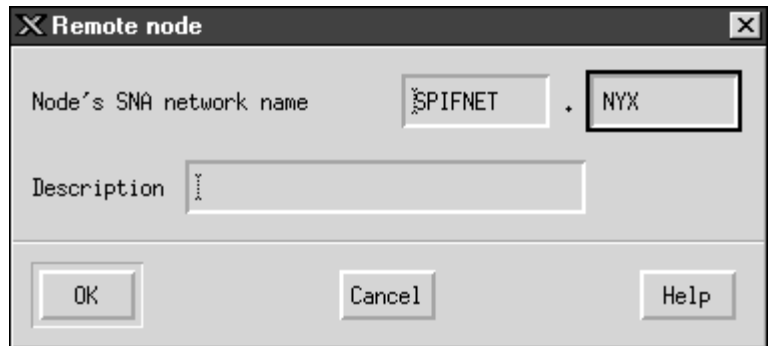 Remote node
Node's SNA network name SPIFNET . NYX
Description
OK Cancel Help